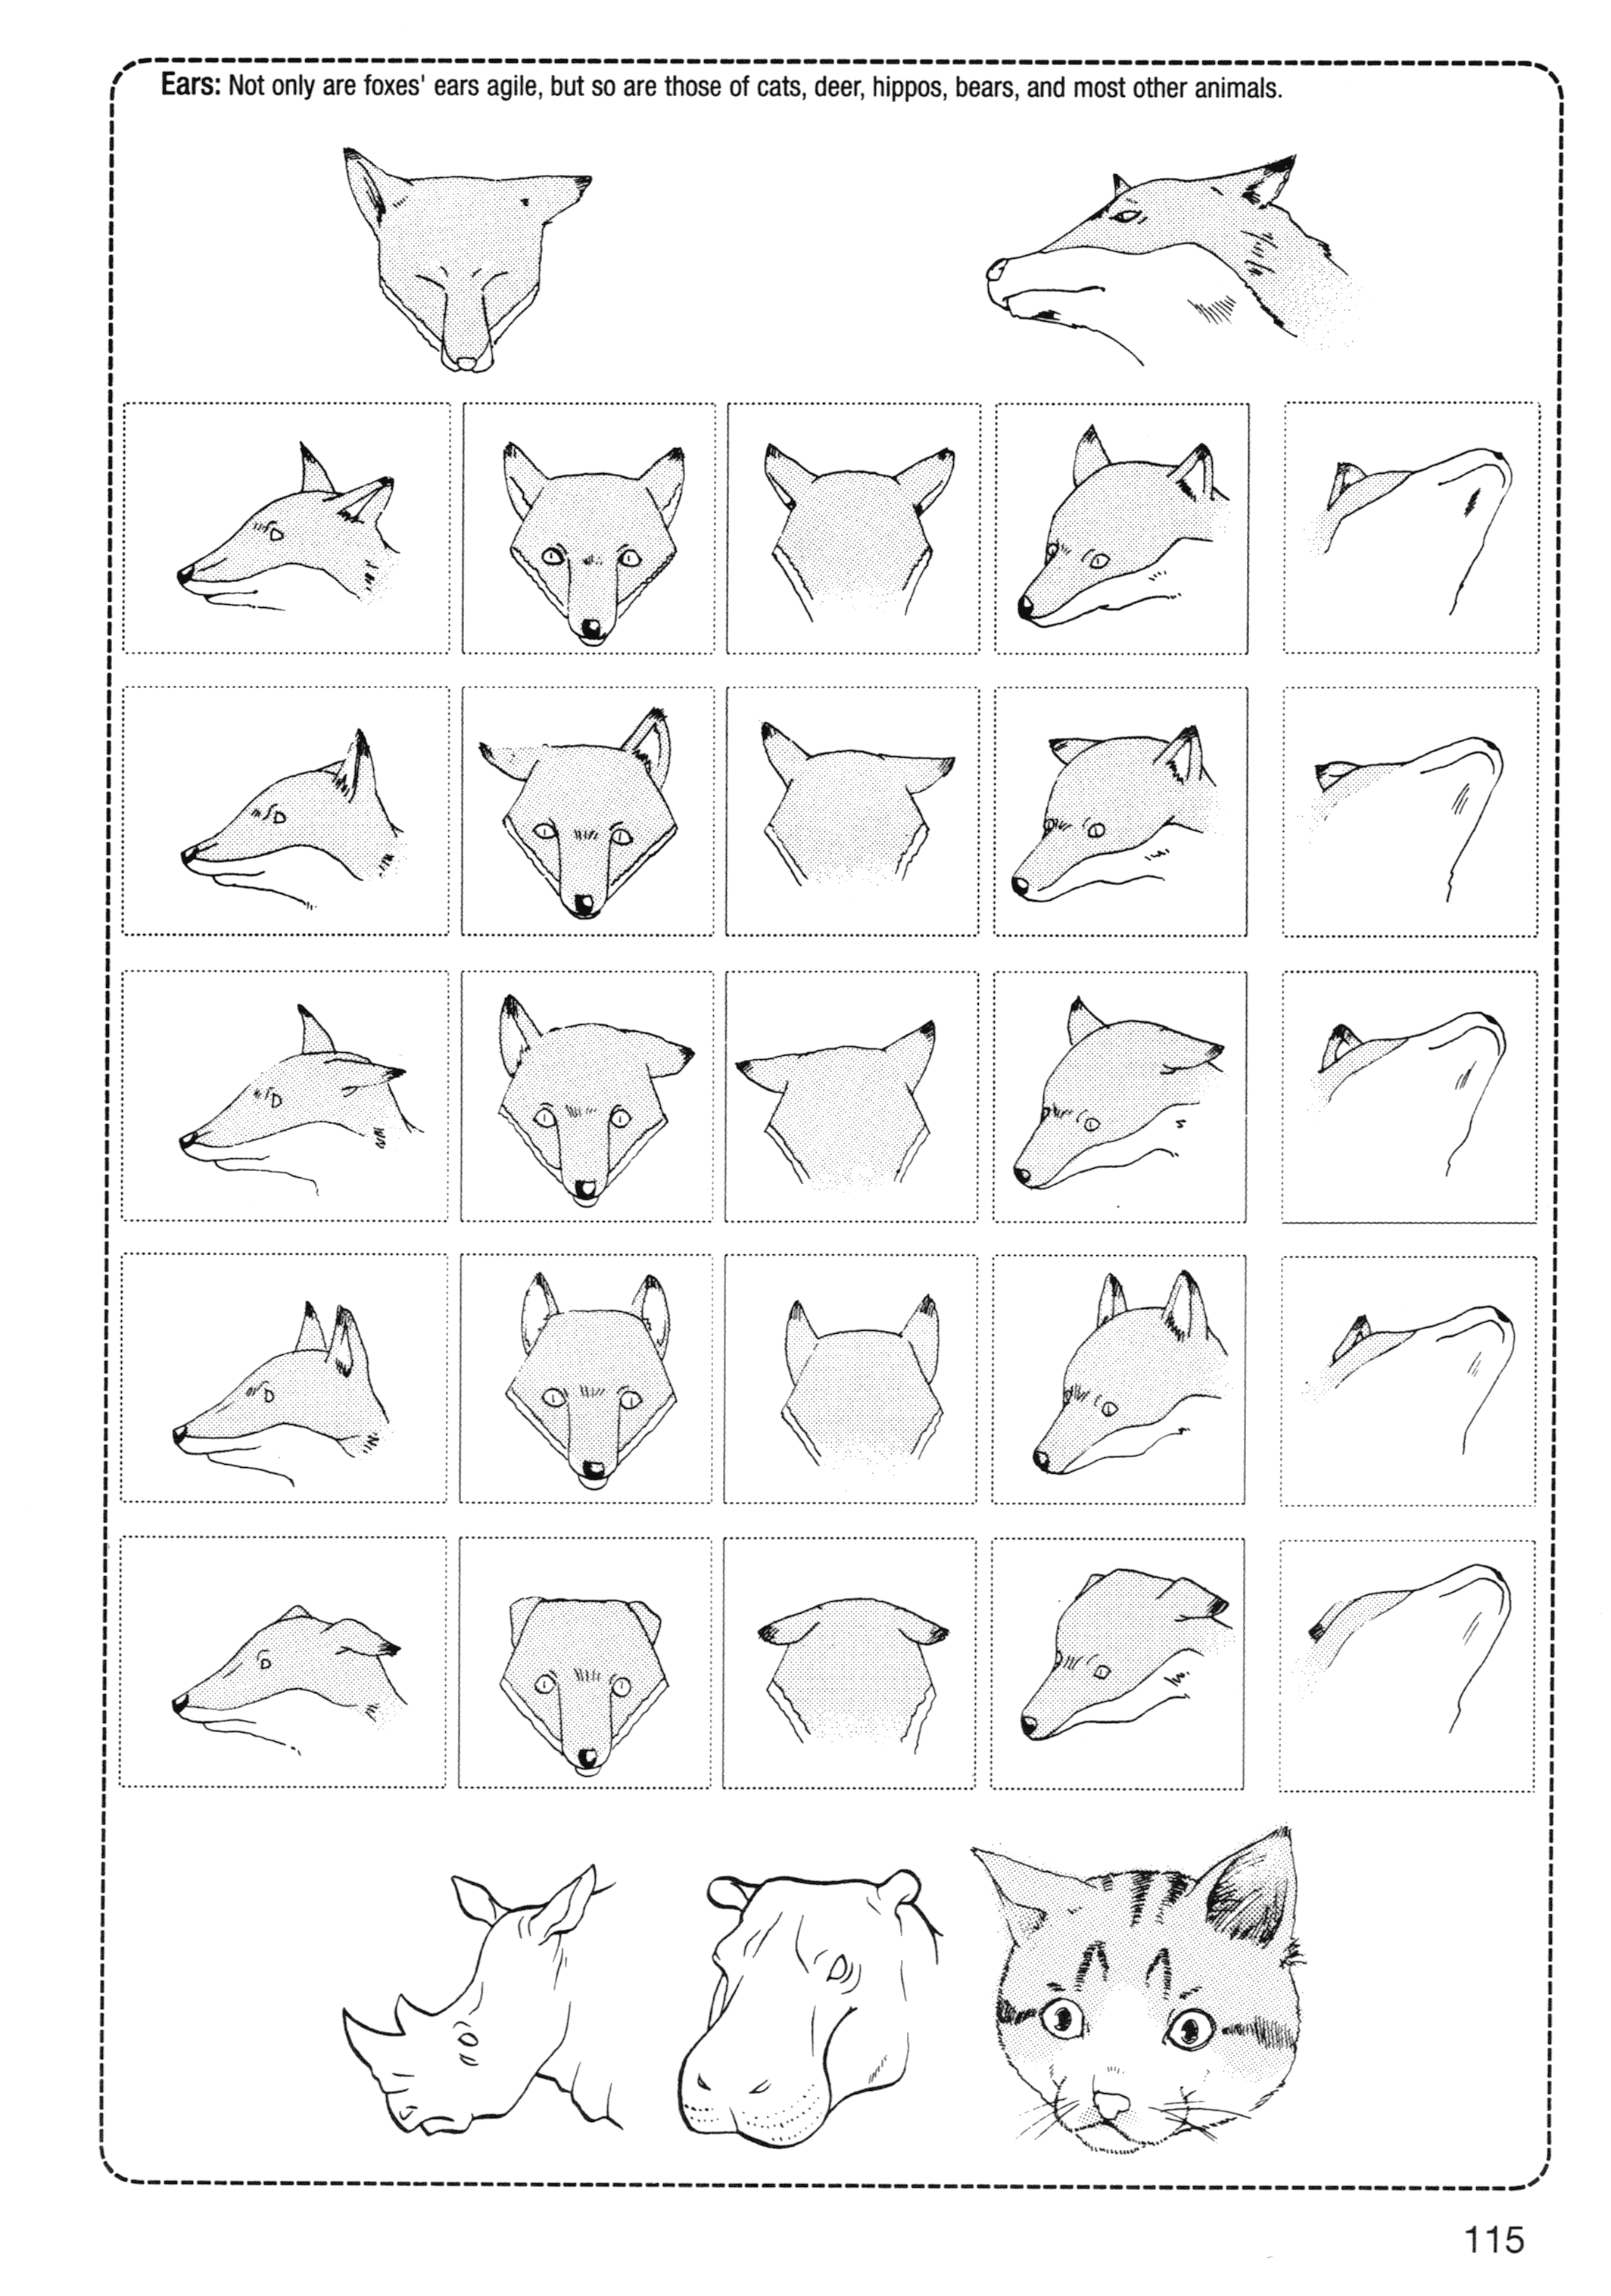 Ears: Not only are foxes' ears agile, but so are those of cats, deer, hippos, bears, and most other animals.
115